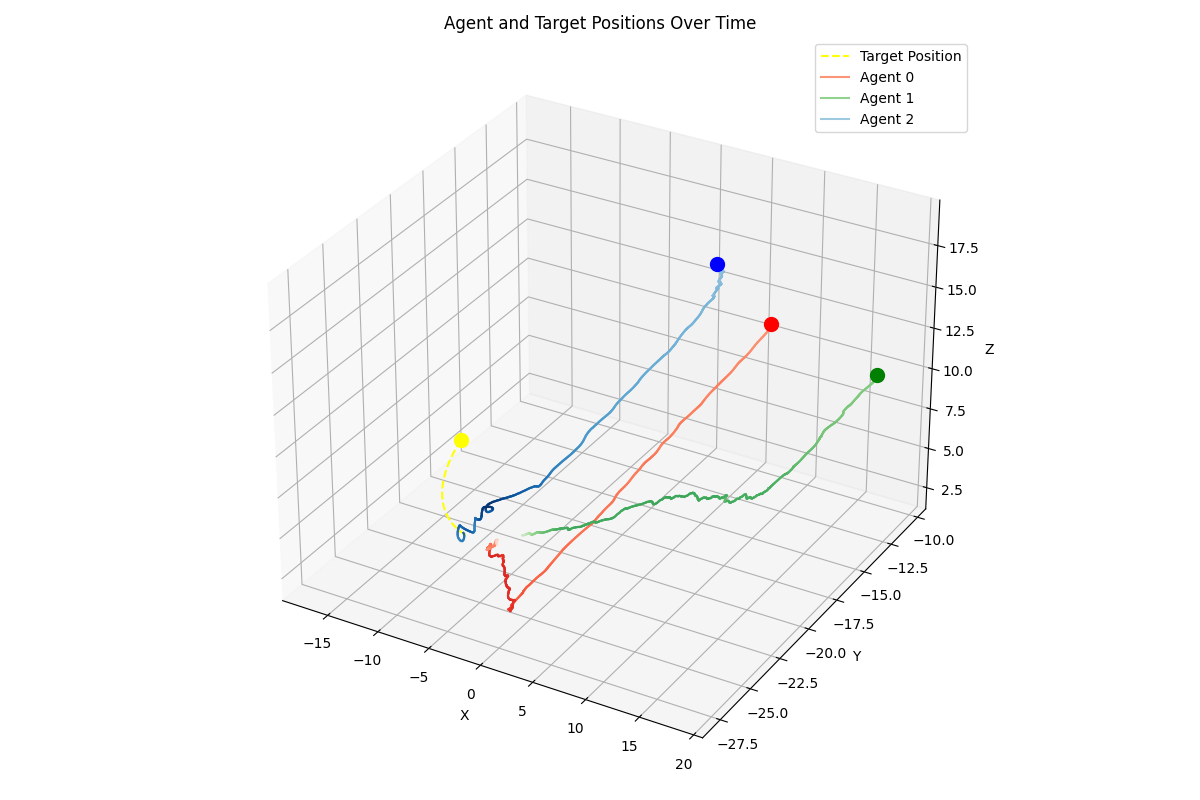 Agent and Target Positions Over Time
Target Position
Agent 0
Agent 1
Agent 2
17.5
15.0
12.5
10.0
7.5
5.0
2.5
Z
−10.0
−12.5
−15.0
−17.5
−20.0
−22.5
−25.0
−27.5
Y
−15
−10
−5
0
5
10
15
20
X